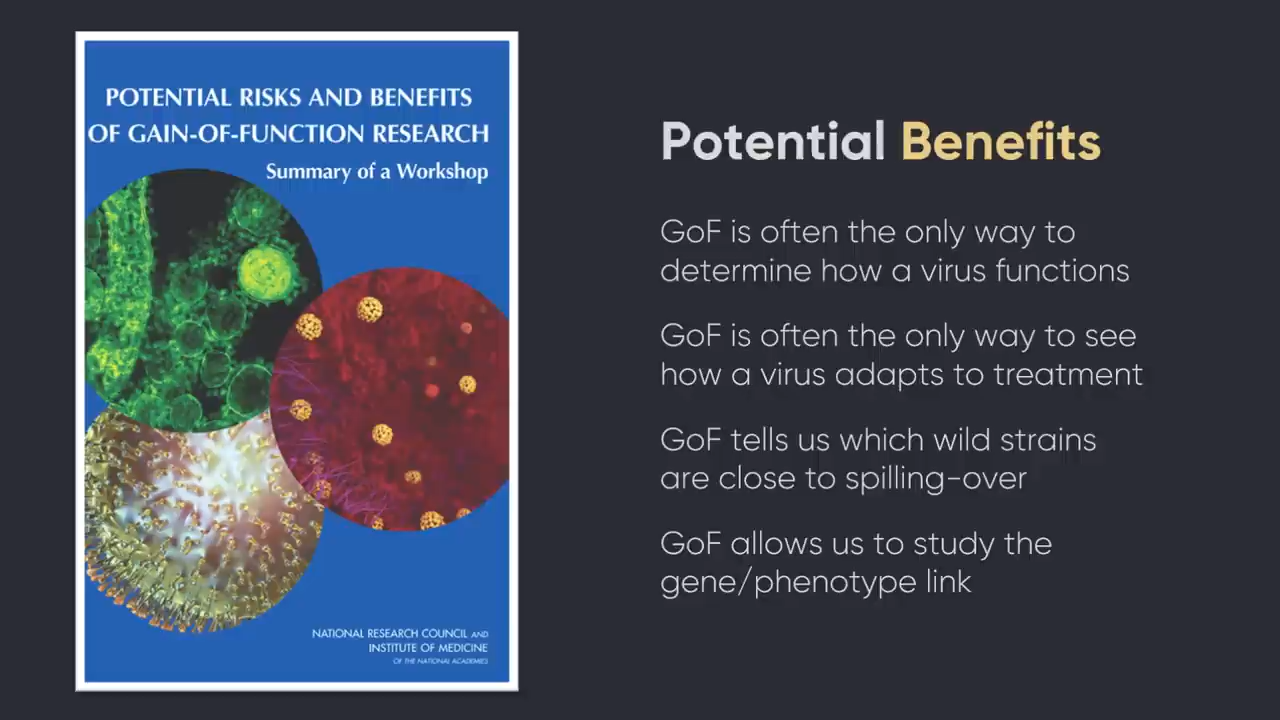 POTENTIAL RISKS AND BENEFITS
OF GAIN-OF-FUNCTION RESEARCH
Summary of a Workshop
NATIONAL RESEARCH COUNCIL AND
INSTITUTE OF MEDICINE
OF THE NATIONAL ACADEMIES
Potential Benefits
GoF is often the only way to
determine how a virus functions
GoF is often the only way to see
how a virus adapts to treatment
GoF tells us which wild strains
are close to spilling-over
GoF allows us to study the
gene/phenotype link